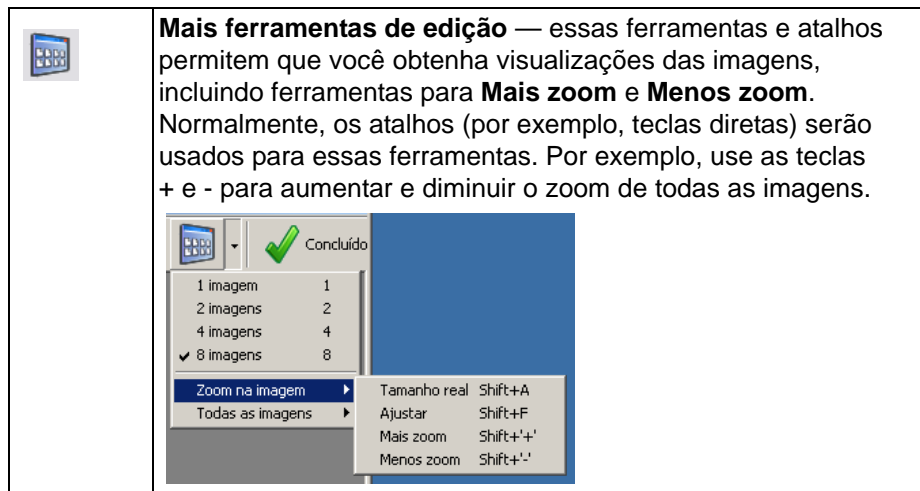 Mais ferramentas de edição — essas ferramentas e atalhos
permitem que você obtenha visualizações das imagens,
incluindo ferramentas para Mais zoom e Menos zoom.
Normalmente, os atalhos (por exemplo, teclas diretas) serão
usados para essas ferramentas. Por exemplo, use as teclas
+ e - para aumentar e diminuir o zoom de todas as imagens.
Concluído
1 imagem 1
2 imagens 2
4 imagens 4
8 imagens 8
Zoom na imagem
Todas as imagens
Tamanho real Shift+A
Ajustar Shift+F
Mais zoom Shift+'+'
Menos zoom Shift+'-'